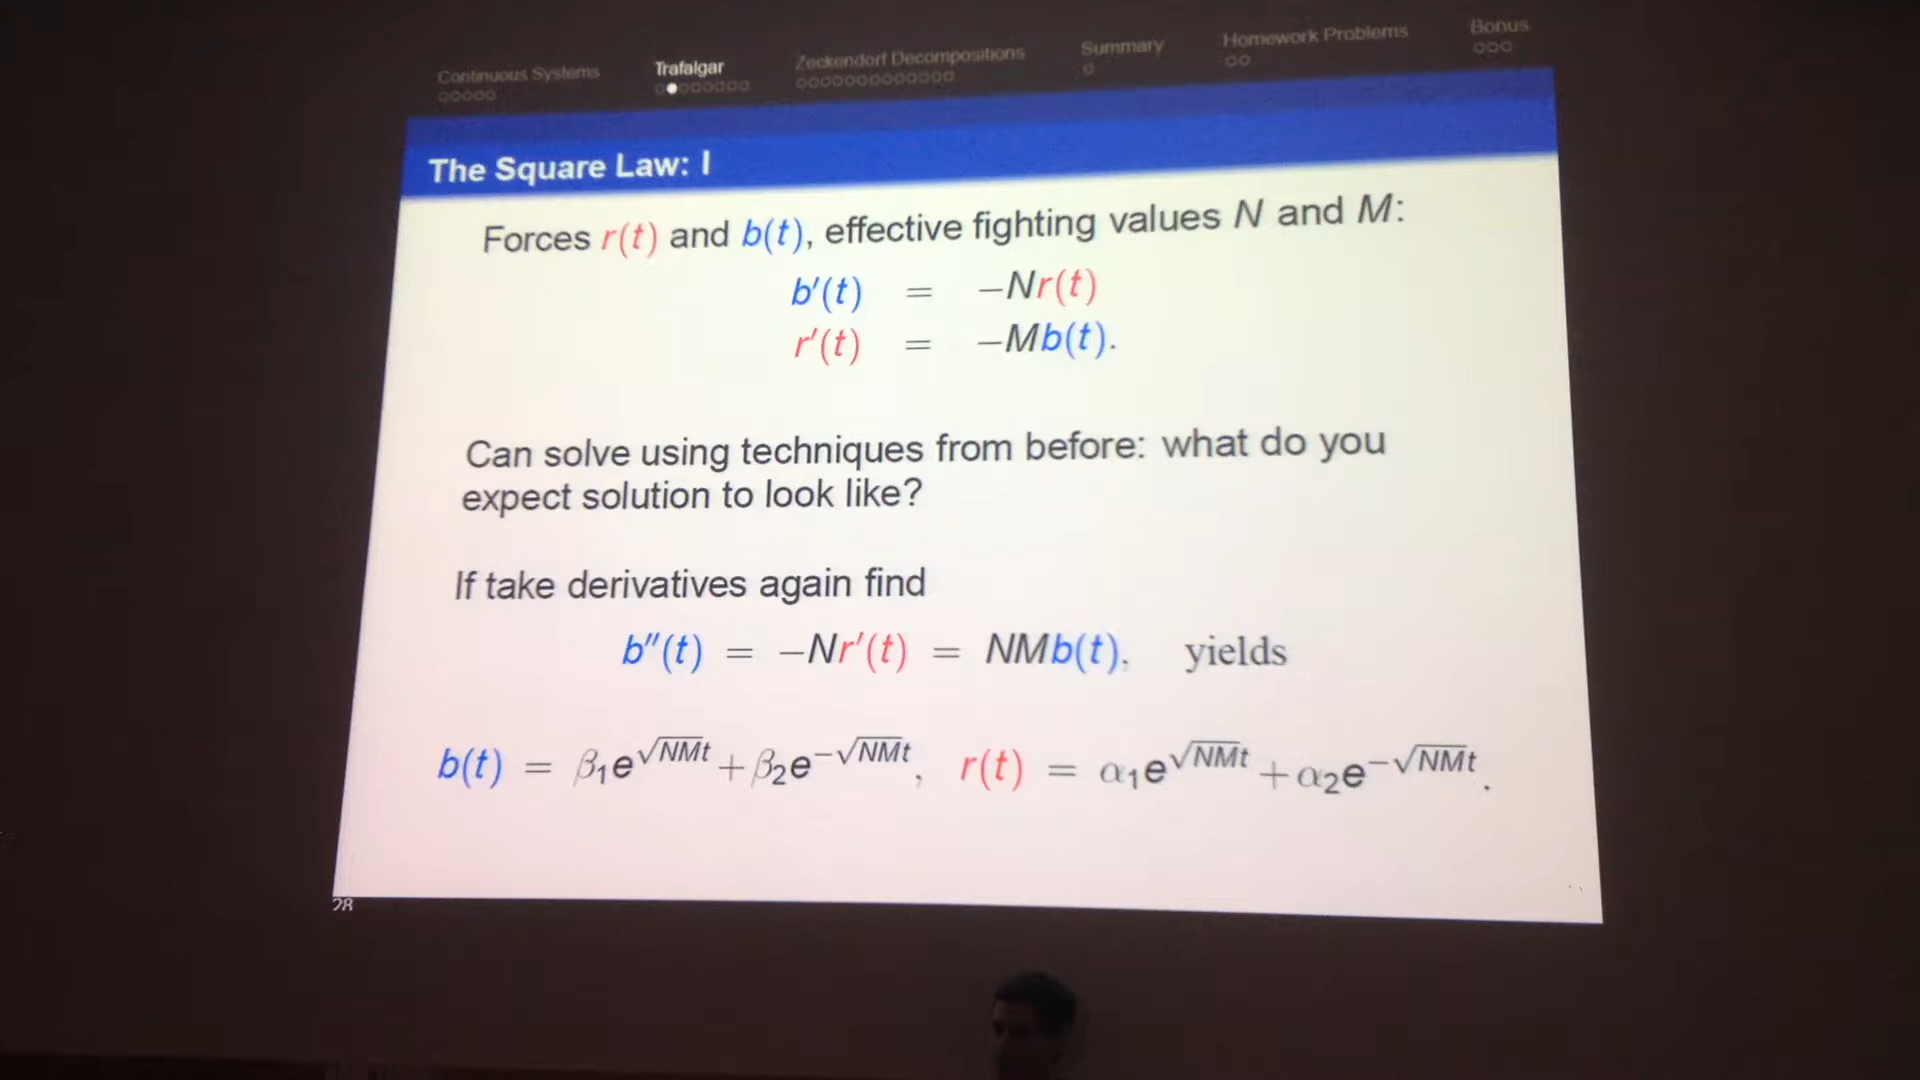 Continuous Systems Trafalgar Zeckendorf Decompositions Summary Homework Problems Bonus
The Square Law: I
Forces r(t) and b(t), effective fighting values N and M:
b′(t) = −Nr(t)
r′(t) = −Mb(t).
Can solve using techniques from before: what do you
expect solution to look like?
If take derivatives again find
b″(t) = −Nr′(t) = NMb(t), yields
b(t) = β₁e^{√NMt} + β₂e^{−√NMt}, r(t) = α₁e^{√NMt} + α₂e^{−√NMt}.
28